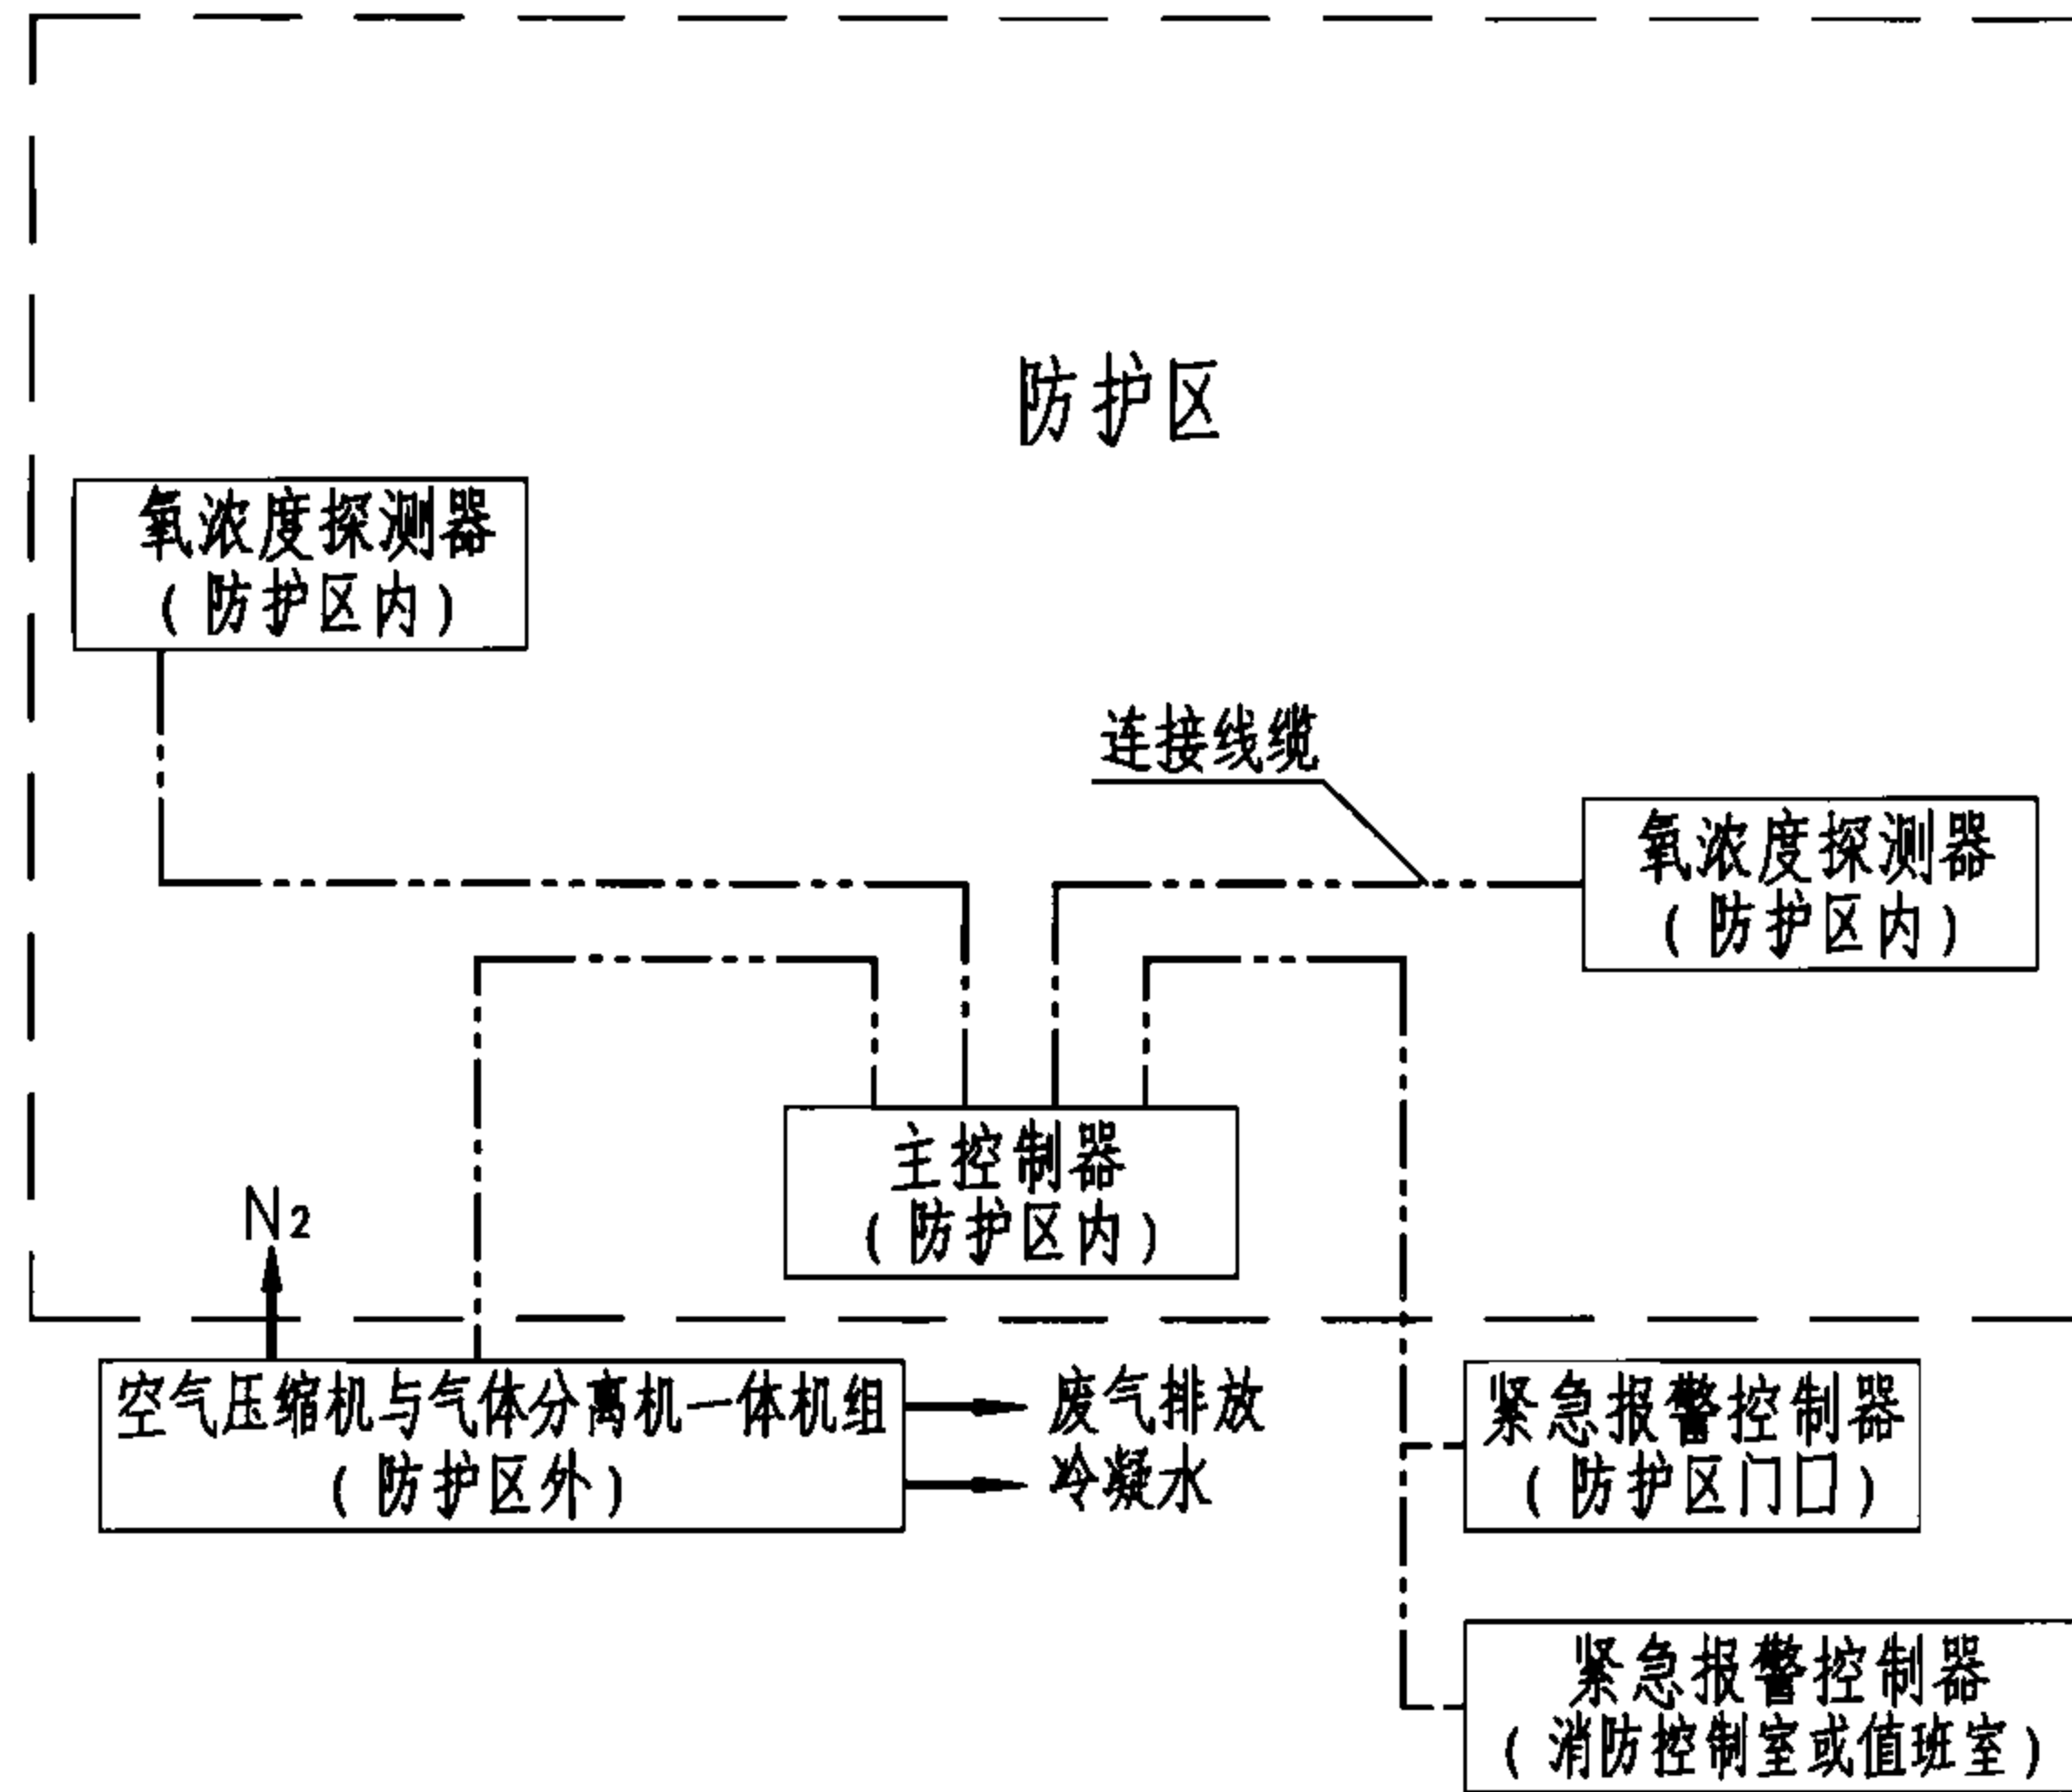 防护区
氧浓度探测器
(防护区内)
连接线缆
氧浓度探测器
(防护区内)
主控制器
(防护区内)
N₂
空气压缩机与气体分离机一体机组
(防护区外)
废气排放
冷凝水
紧急报警控制器
(防护区门口)
紧急报警控制器
(消防控制室或值班室)